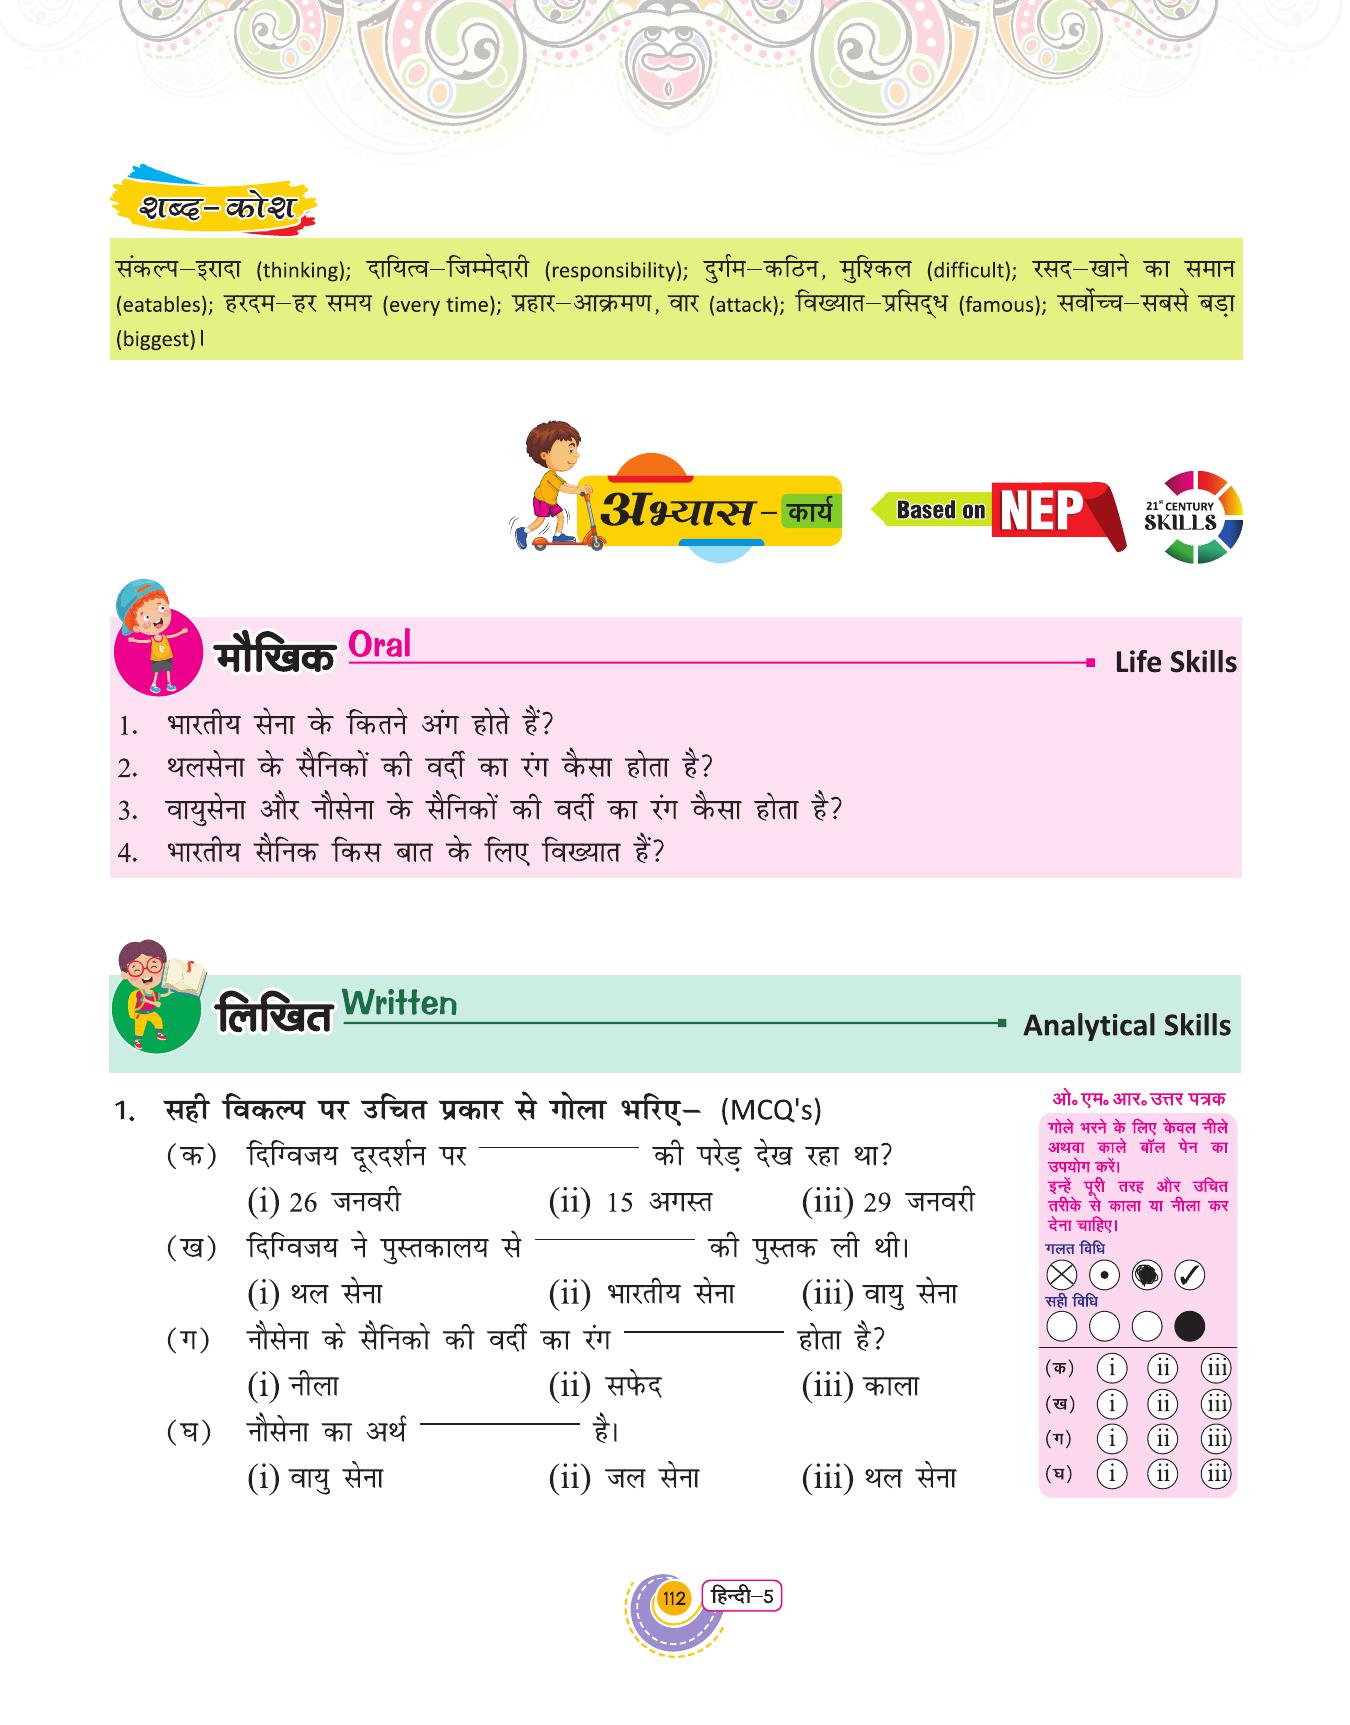 शब्द-कोश
संकल्प–इरादा (thinking); दायित्व–जिम्मेदारी (responsibility); दुर्गम–कठिन, मुश्किल (difficult); रसद–खाने का समान
(eatables); हरदम–हर समय (every time); प्रहार–आक्रमण, वार (attack); विख्यात–प्रसिद्ध (famous); सर्वोच्च–सबसे बड़ा
(biggest)।
अभ्यास-कार्य
Based on NEP
21st CENTURY
SKILLS
मौखिक Oral
Life Skills
1. भारतीय सेना के कितने अंग होते हैं?
2. थलसेना के सैनिकों की वर्दी का रंग कैसा होता है?
3. वायुसेना और नौसेना के सैनिकों की वर्दी का रंग कैसा होता है?
4. भारतीय सैनिक किस बात के लिए विख्यात हैं?
लिखित Written
Analytical Skills
1. सही विकल्प पर उचित प्रकार से गोला भरिए– (MCQ's)
(क) दिग्विजय दूरदर्शन पर ____________ की परेड़ देख रहा था?
(i) 26 जनवरी (ii) 15 अगस्त (iii) 29 जनवरी
(ख) दिग्विजय ने पुस्तकालय से ____________ की पुस्तक ली थी।
(i) थल सेना (ii) भारतीय सेना (iii) वायु सेना
(ग) नौसेना के सैनिको की वर्दी का रंग ____________ होता है?
(i) नीला (ii) सफेद (iii) काला
(घ) नौसेना का अर्थ ____________ है।
(i) वायु सेना (ii) जल सेना (iii) थल सेना
ओ॰एम॰आर॰उत्तर पत्रक
गोले भरने के लिए केवल नीले
अथवा काले बॉल पेन का
उपयोग करें।
इन्हें पूरी तरह और उचित
तरीके से काला या नीला कर
देना चाहिए।
गलत विधि
सही विधि
(क) i ii iii
(ख) i ii iii
(ग) i ii iii
(घ) i ii iii
112 हिन्दी–5